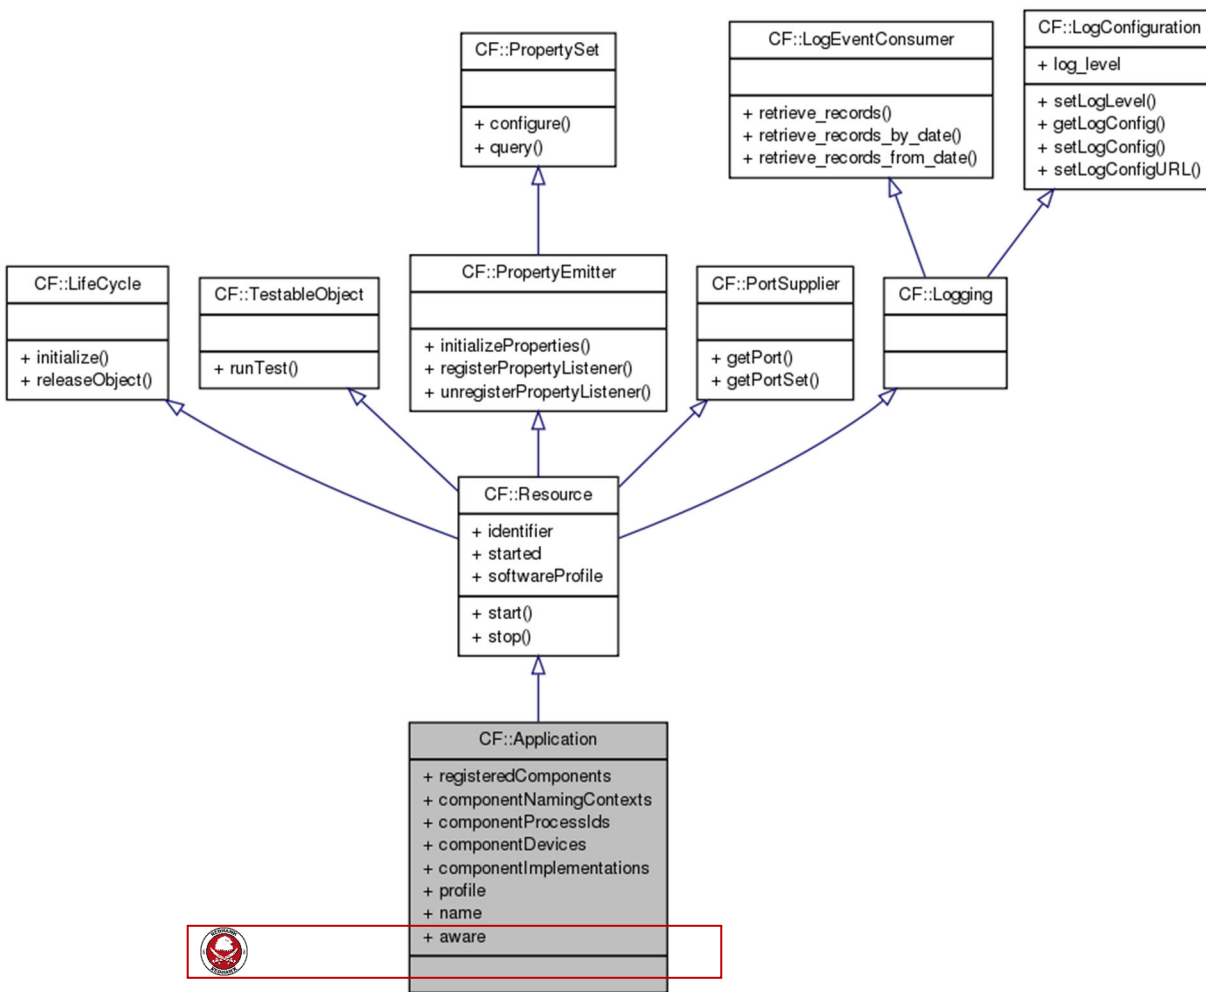 CF::PropertySet
+ configure()
+ query()
CF::LogEventConsumer
+ retrieve_records()
+ retrieve_records_by_date()
+ retrieve_records_from_date()
CF::LogConfiguration
+ log_level
+ setLogLevel()
+ getLogConfig()
+ setLogConfig()
+ setLogConfigURL()
CF::LifeCycle
+ initialize()
+ releaseObject()
CF::TestableObject
+ runTest()
CF::PropertyEmitter
+ initializeProperties()
+ registerPropertyListener()
+ unregisterPropertyListener()
CF::PortSupplier
+ getPort()
+ getPortSet()
CF::Logging
CF::Resource
+ identifier
+ started
+ softwareProfile
+ start()
+ stop()
CF::Application
+ registeredComponents
+ componentNamingContexts
+ componentProcessIds
+ componentDevices
+ componentImplementations
+ profile
+ name
+ aware
REDHAWK
REDHAWK